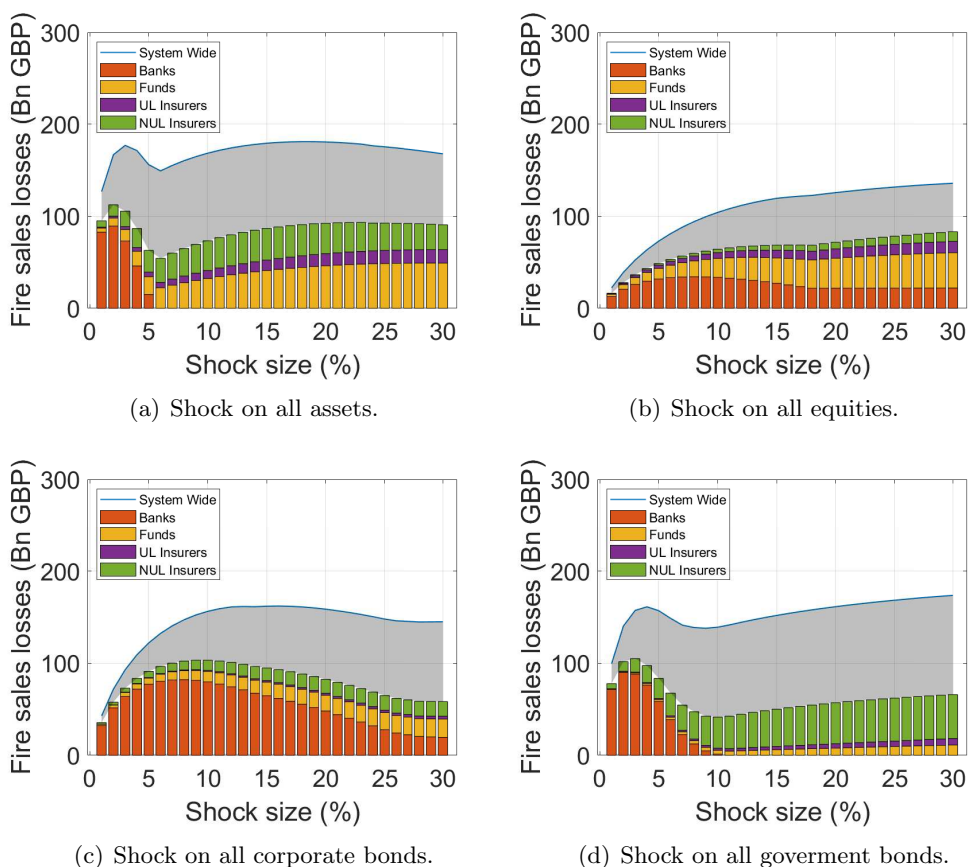 300
200
100
0
Fire sales losses (Bn GBP)
System Wide
Banks
Funds
UL Insurers
NUL Insurers
0 5 10 15 20 25 30
Shock size (%)
(a) Shock on all assets.
300
200
100
0
Fire sales losses (Bn GBP)
System Wide
Banks
Funds
UL Insurers
NUL Insurers
0 5 10 15 20 25 30
Shock size (%)
(b) Shock on all equities.
300
200
100
0
Fire sales losses (Bn GBP)
System Wide
Banks
Funds
UL Insurers
NUL Insurers
0 5 10 15 20 25 30
Shock size (%)
(c) Shock on all corporate bonds.
300
200
100
0
Fire sales losses (Bn GBP)
System Wide
Banks
Funds
UL Insurers
NUL Insurers
0 5 10 15 20 25 30
Shock size (%)
(d) Shock on all goverment bonds.